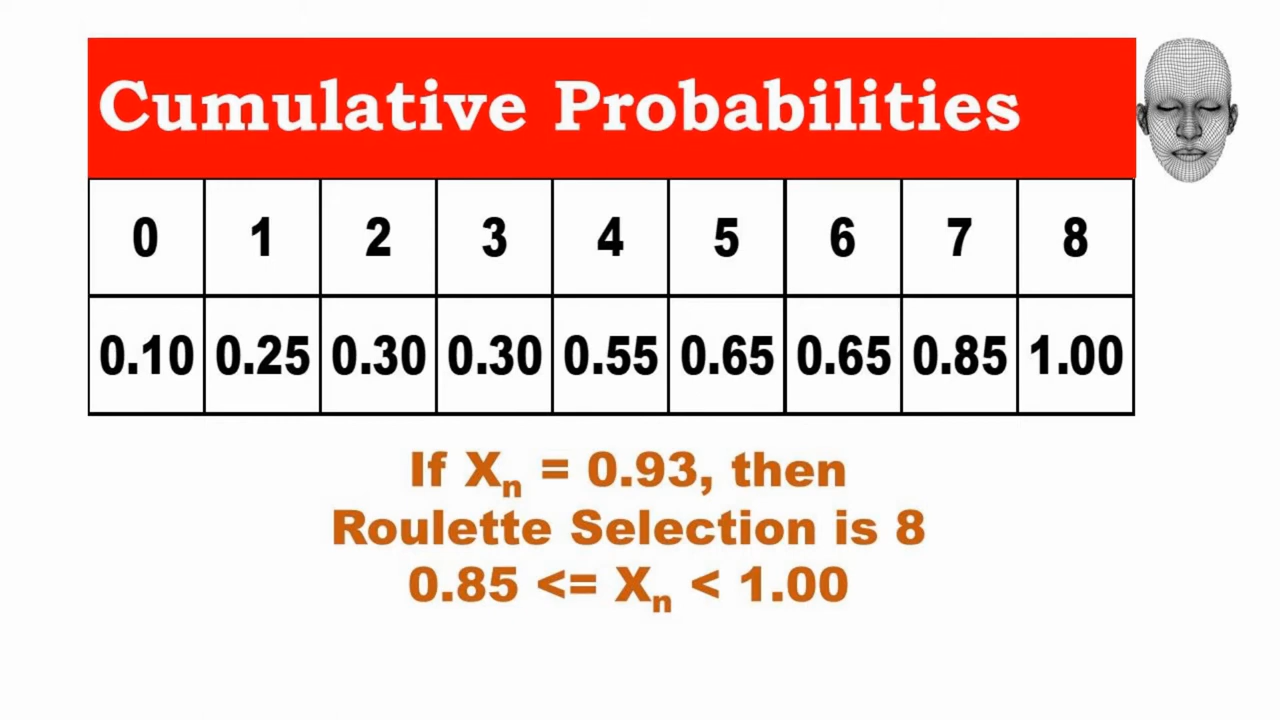 Cumulative Probabilities
0 1 2 3 4 5 6 7 8
0.10 0.25 0.30 0.30 0.55 0.65 0.65 0.85 1.00
If Xn = 0.93, then
Roulette Selection is 8
0.85 <= Xn < 1.00